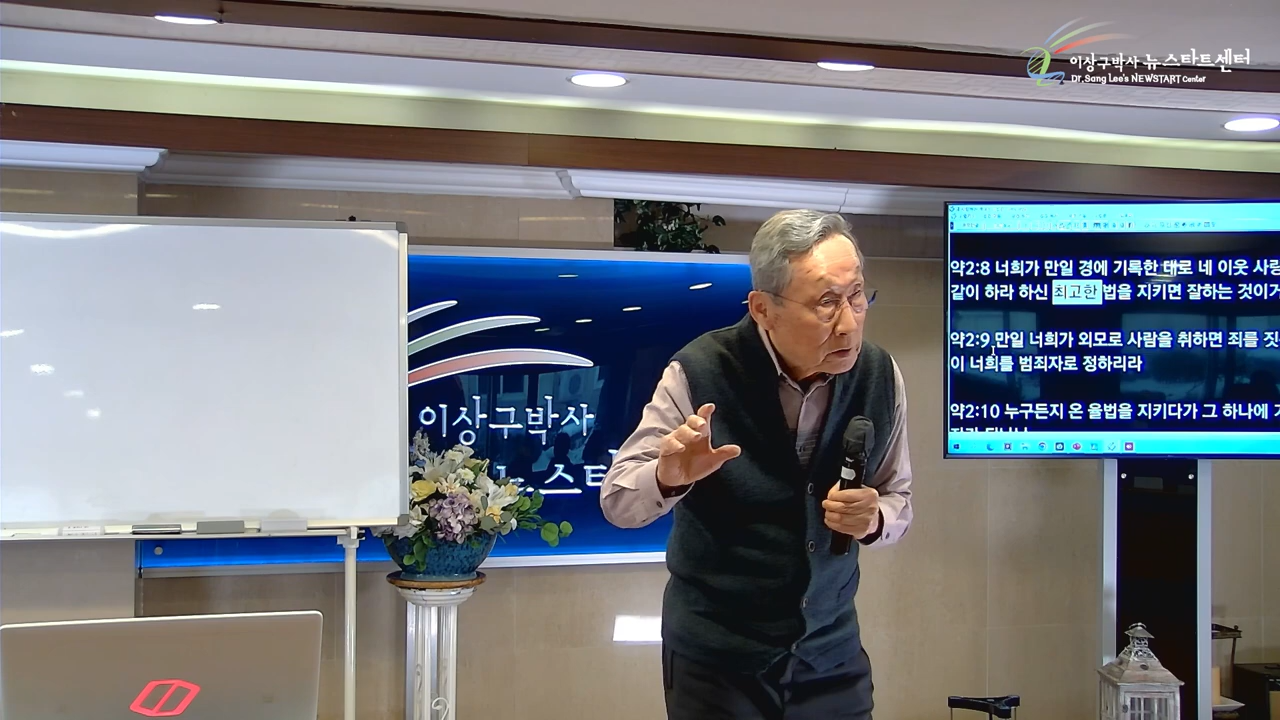 이상구박사 뉴스타트센터
Dr. Sang Lee's NEWSTART Center
약2:8 너희가 만일 경에 기록한 대로 네 이웃 사랑
같이 하라 하신 최고한 법을 지키면 잘하는 것이거
약2:9 만일 너희가 외모로 사람을 취하면 죄를 짓
이 너희를 범죄자로 정하리라
약2:10 누구든지 온 율법을 지키다가 그 하나에
이상구박사
뉴스타